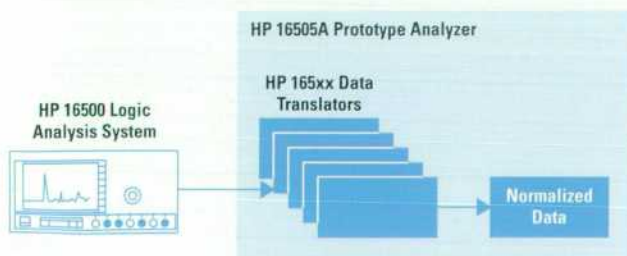 HP 16505A Prototype Analyzer
HP 165xx Data
Translators
HP 16500 Logic
Analysis System
Normalized
Data